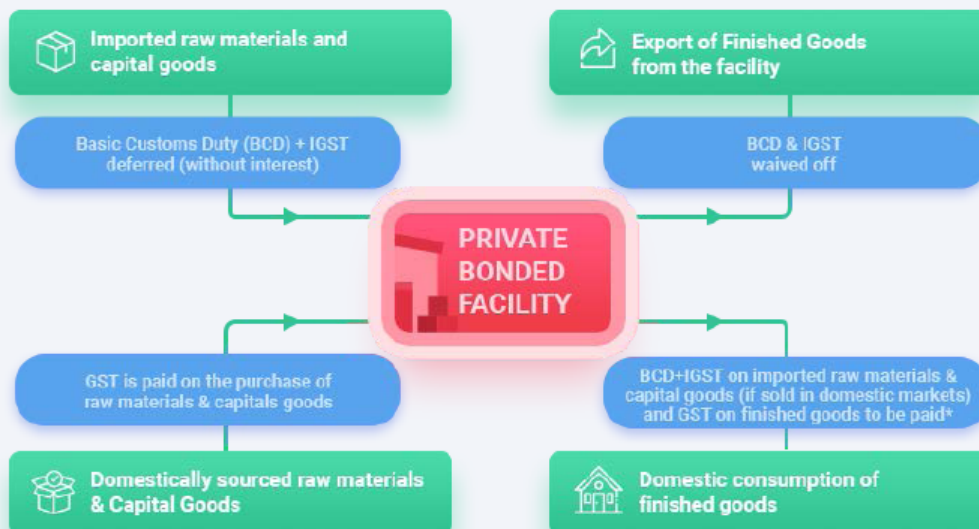 Imported raw materials and
capital goods
Export of Finished Goods
from the facility
Basic Customs Duty (BCD) + IGST
deferred (without interest)
BCD & IGST
waived off
PRIVATE
BONDED
FACILITY
GST is paid on the purchase of
raw materials & capitals goods
BCD+IGST on imported raw materials &
capital goods (if sold in domestic markets)
and GST on finished goods to be paid*
Domestically sourced raw materials
& Capital Goods
Domestic consumption of
finished goods